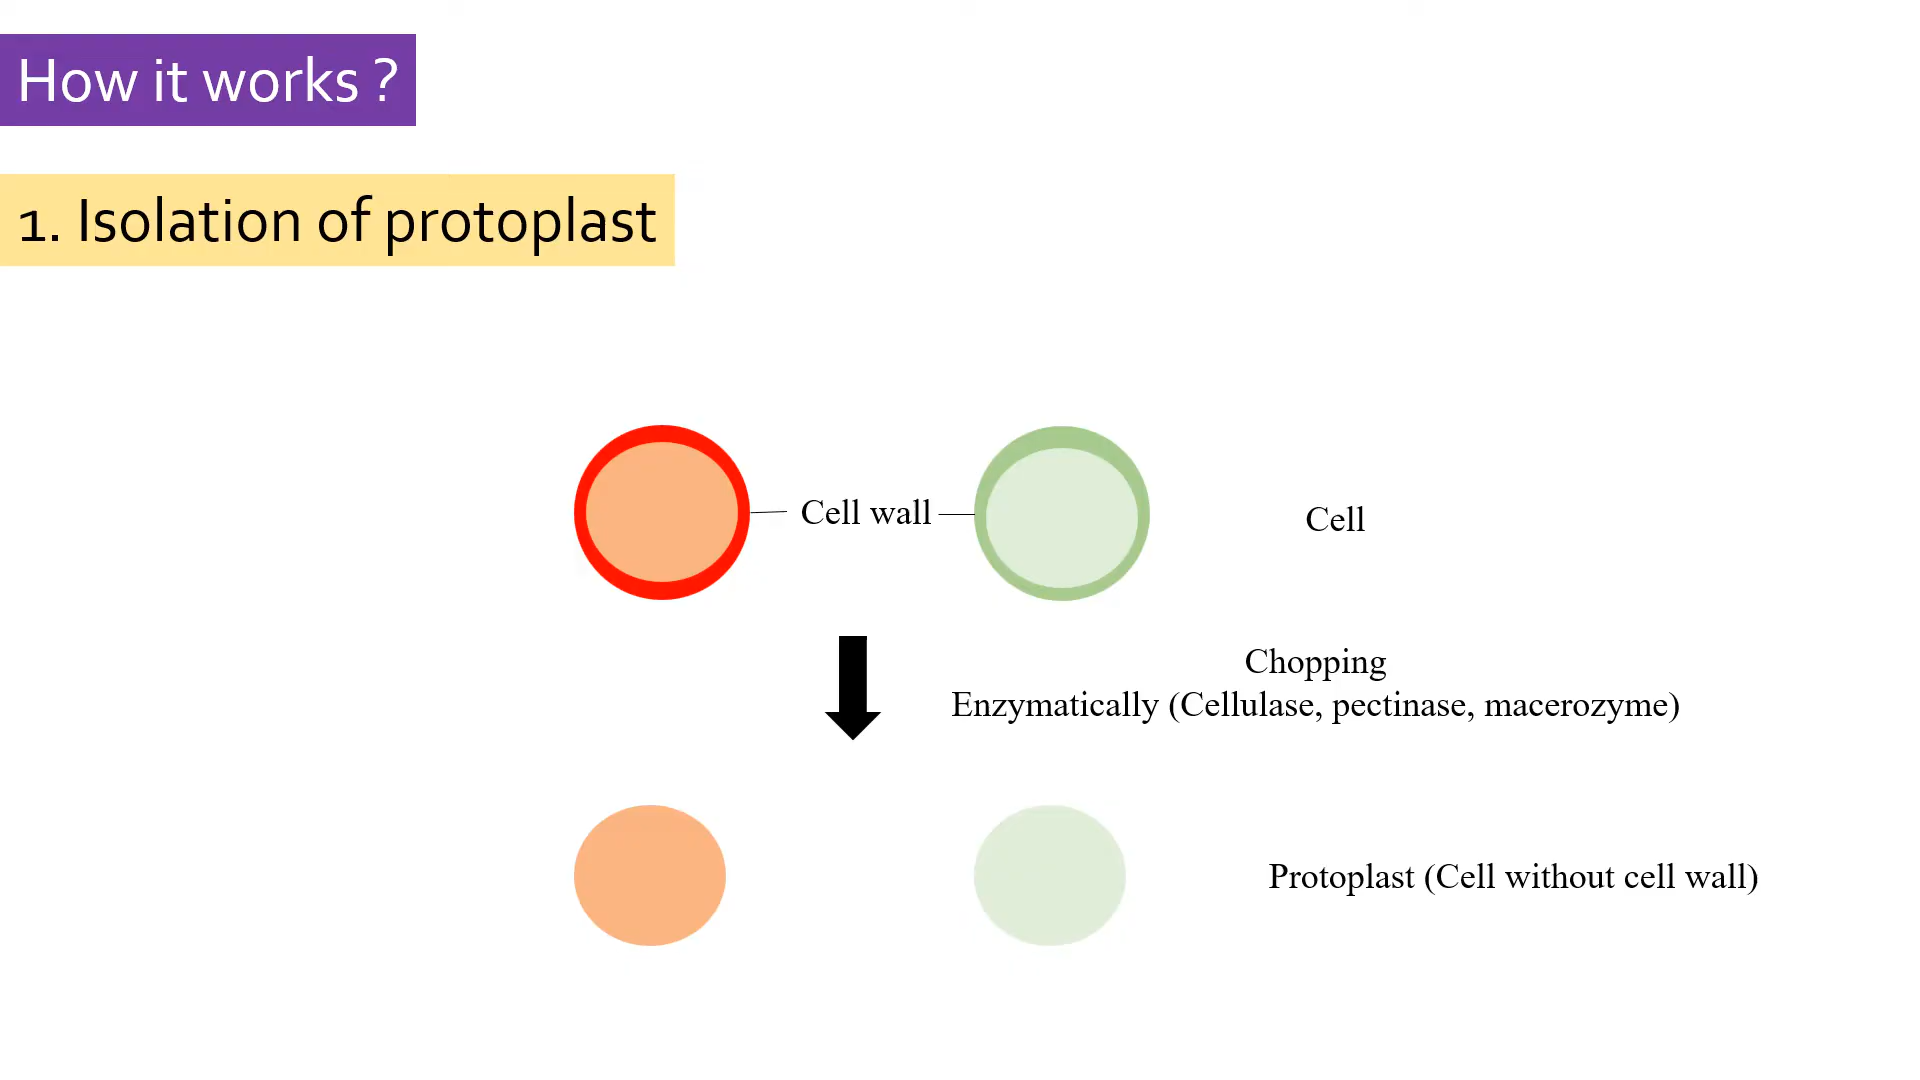 How it works ?
1. Isolation of protoplast
Cell wall
Cell
Chopping
Enzymatically (Cellulase, pectinase, macerozyme)
Protoplast (Cell without cell wall)